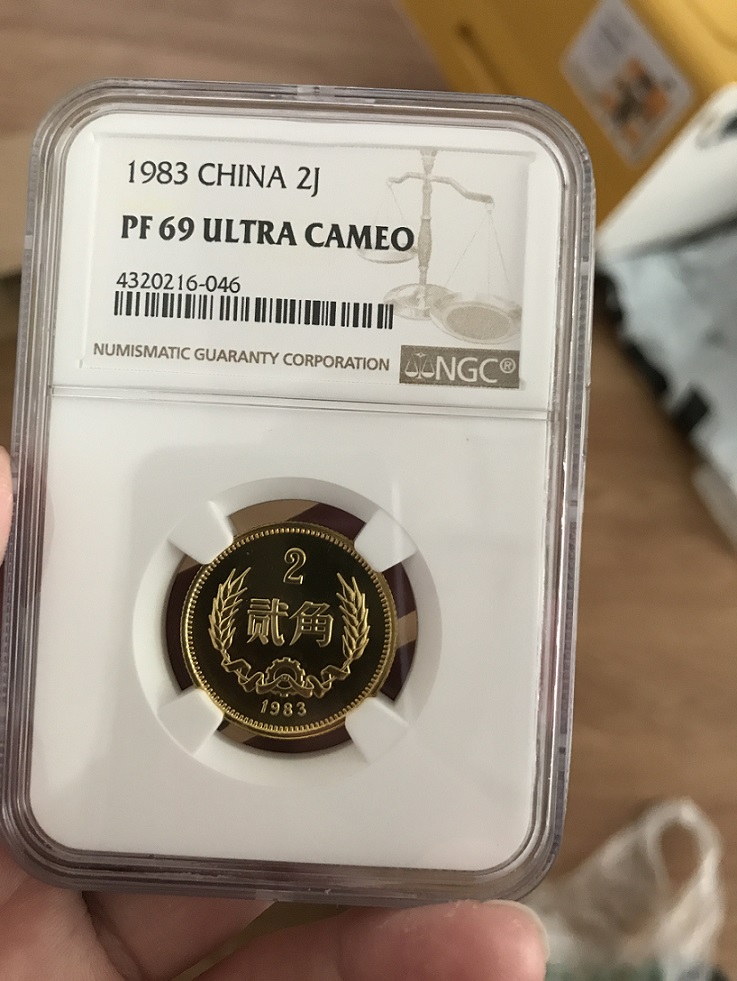 1983 CHINA 2J
PF 69 ULTRA CAMEO
4320216-046
NUMISMATIC GUARANTY CORPORATION
NGC®
2
贰角
1983